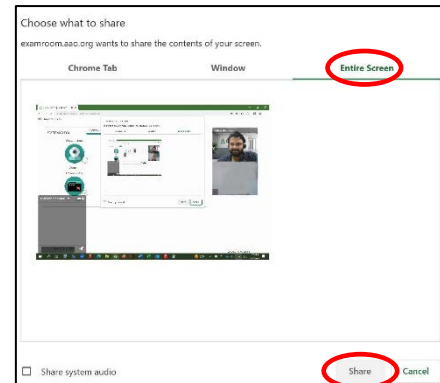 Choose what to share
examroom.aao.org wants to share the contents of your screen.
Chrome Tab Window Entire Screen
Share system audio Share Cancel